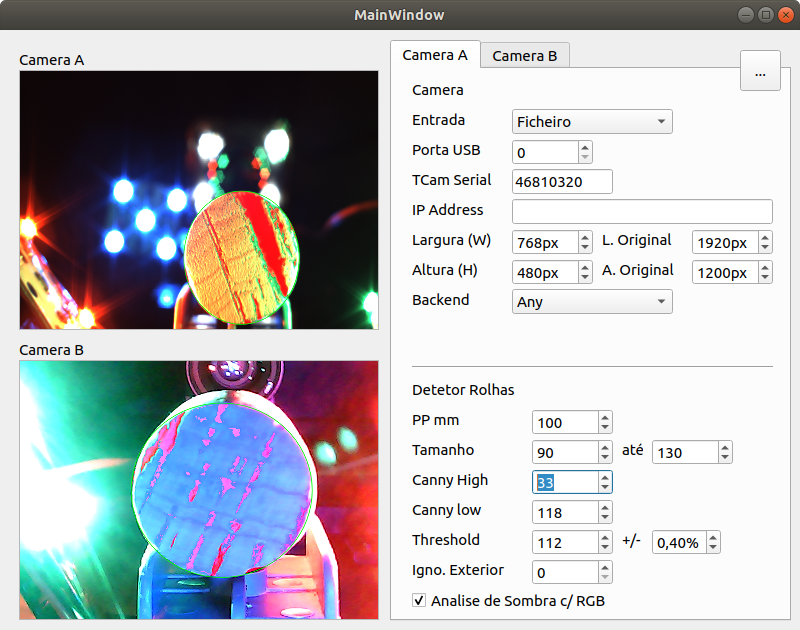 MainWindow
Camera A
Camera B
Camera A
Camera B
...
Camera
Entrada Ficheiro
Porta USB 0
TCam Serial 46810320
IP Address
Largura (W) 768px L. Original 1920px
Altura (H) 480px A. Original 1200px
Backend Any
Detetor Rolhas
PP mm 100
Tamanho 90 até 130
Canny High 33
Canny low 118
Threshold 112 +/- 0,40%
Igno. Exterior 0
Analise de Sombra c/ RGB